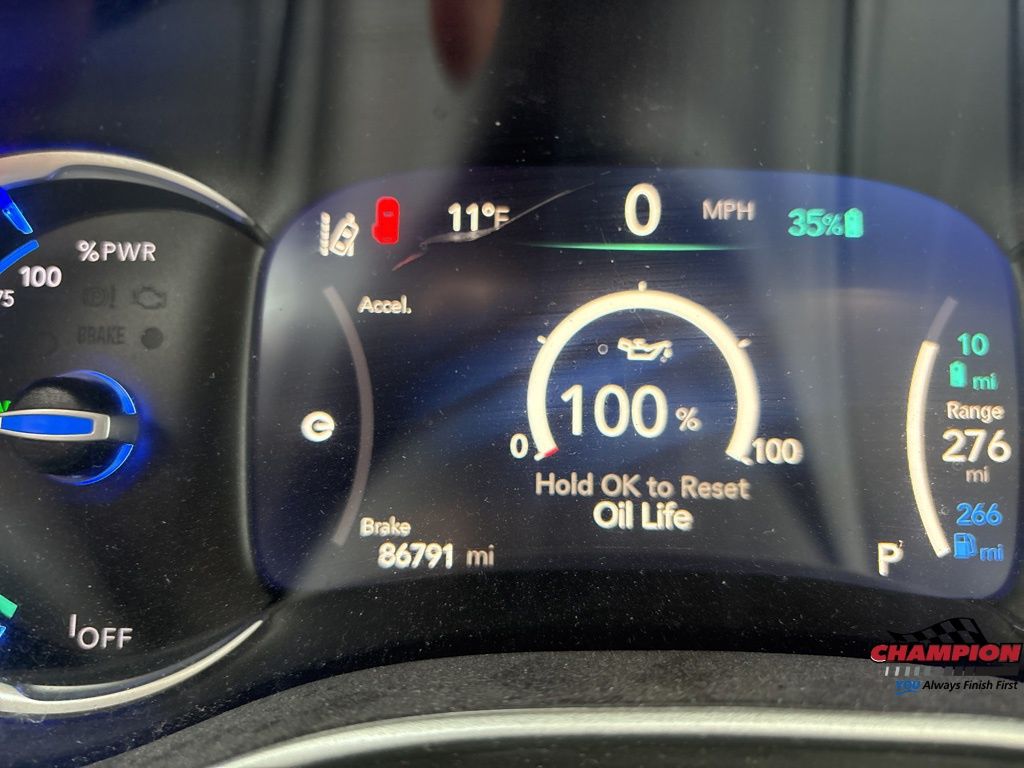 11°F
0
MPH
35%
%PWR
100
75
BRAKE
Accel.
100 %
0
100
Hold OK to Reset
Oil Life
Brake
86791 mi
10
mi
Range
276
mi
266
mi
P
OFF
CHAMPION
YOU Always Finish First